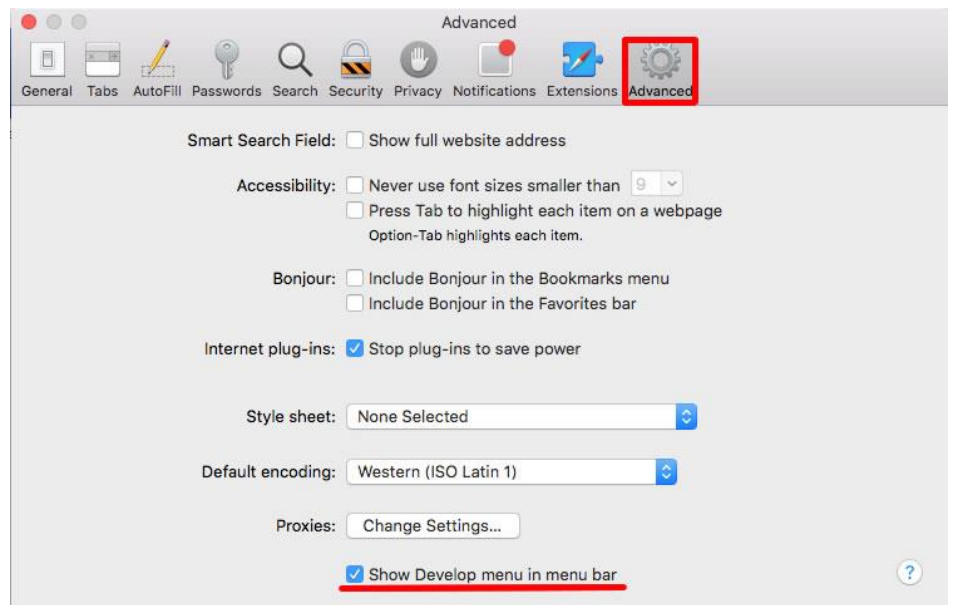 Advanced
General Tabs AutoFill Passwords Search Security Privacy Notifications Extensions Advanced
Smart Search Field: Show full website address
Accessibility: Never use font sizes smaller than 9
Press Tab to highlight each item on a webpage
Option-Tab highlights each item.
Bonjour: Include Bonjour in the Bookmarks menu
Include Bonjour in the Favorites bar
Internet plug-ins: Stop plug-ins to save power
Style sheet: None Selected
Default encoding: Western (ISO Latin 1)
Proxies: Change Settings...
Show Develop menu in menu bar
?